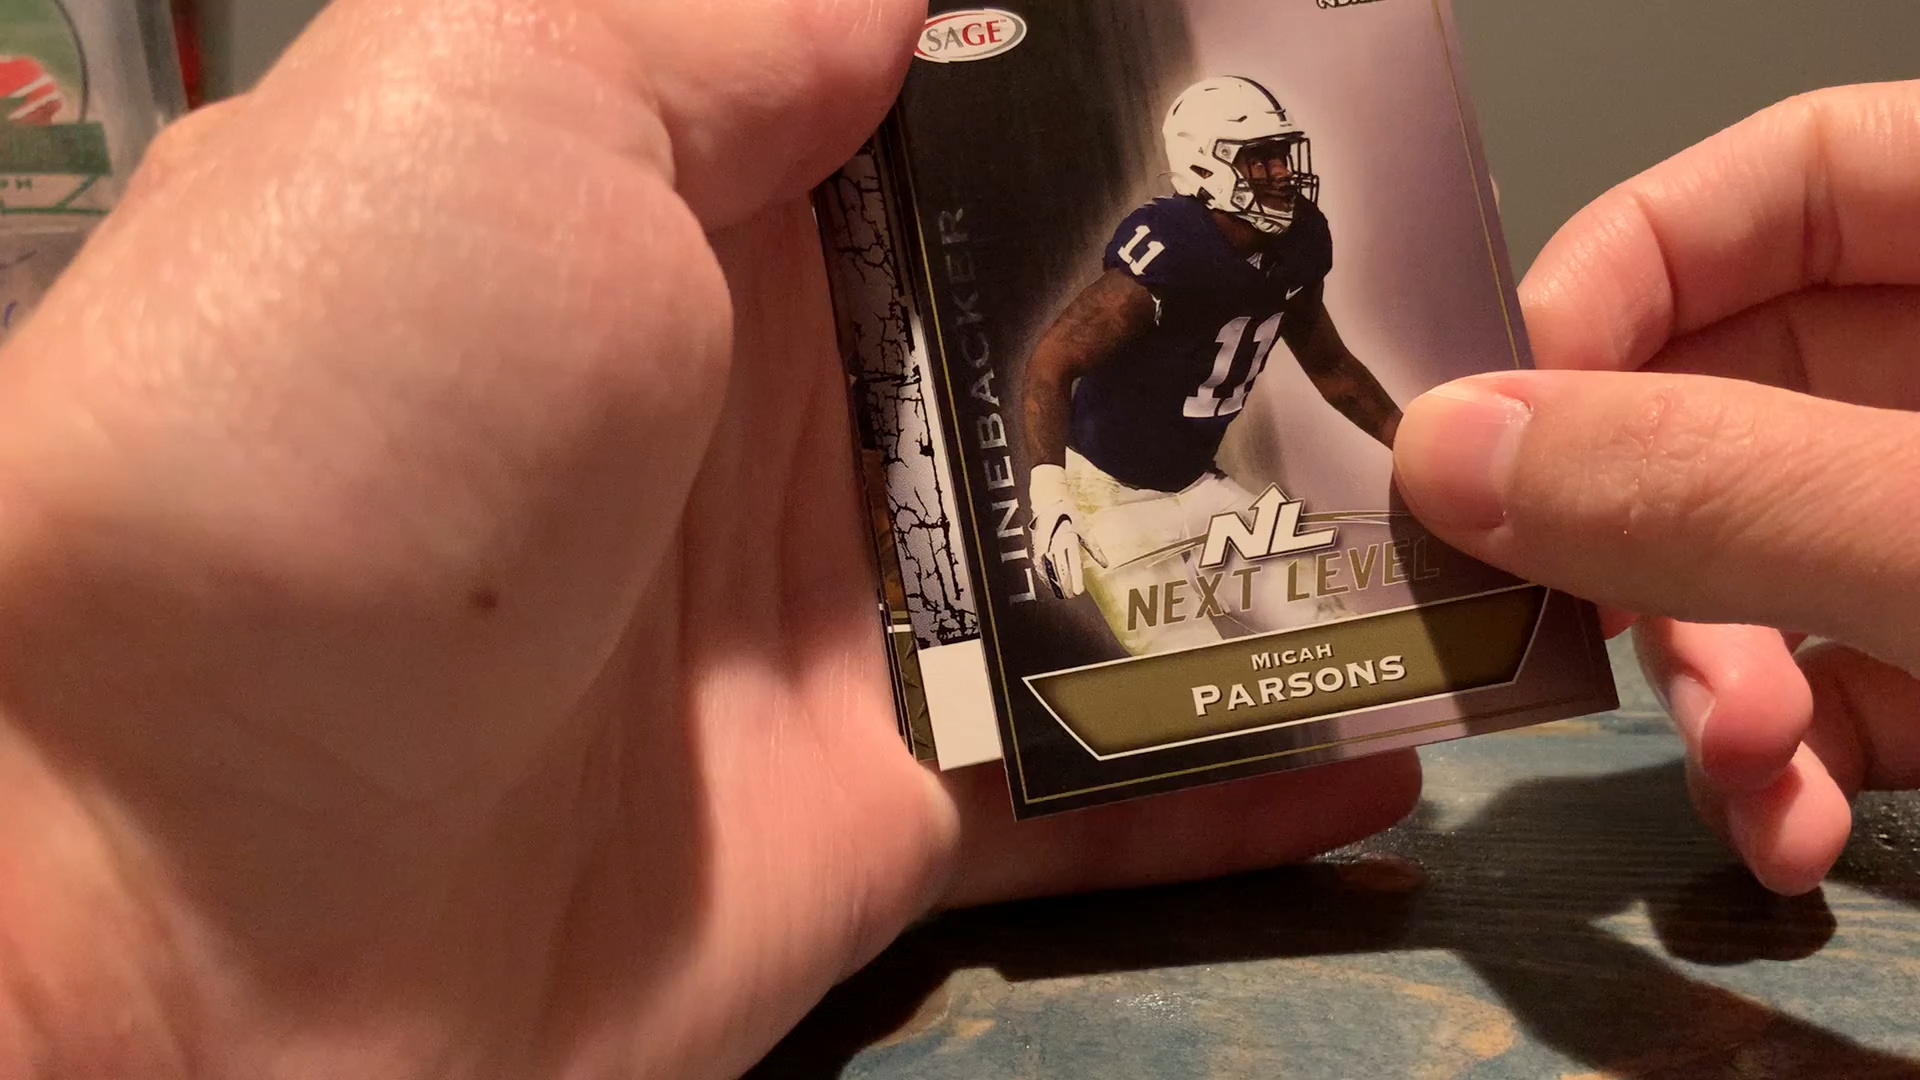 SAGE
LINEBACKER
11
11
NL
NEXT LEVEL
MICAH
PARSONS